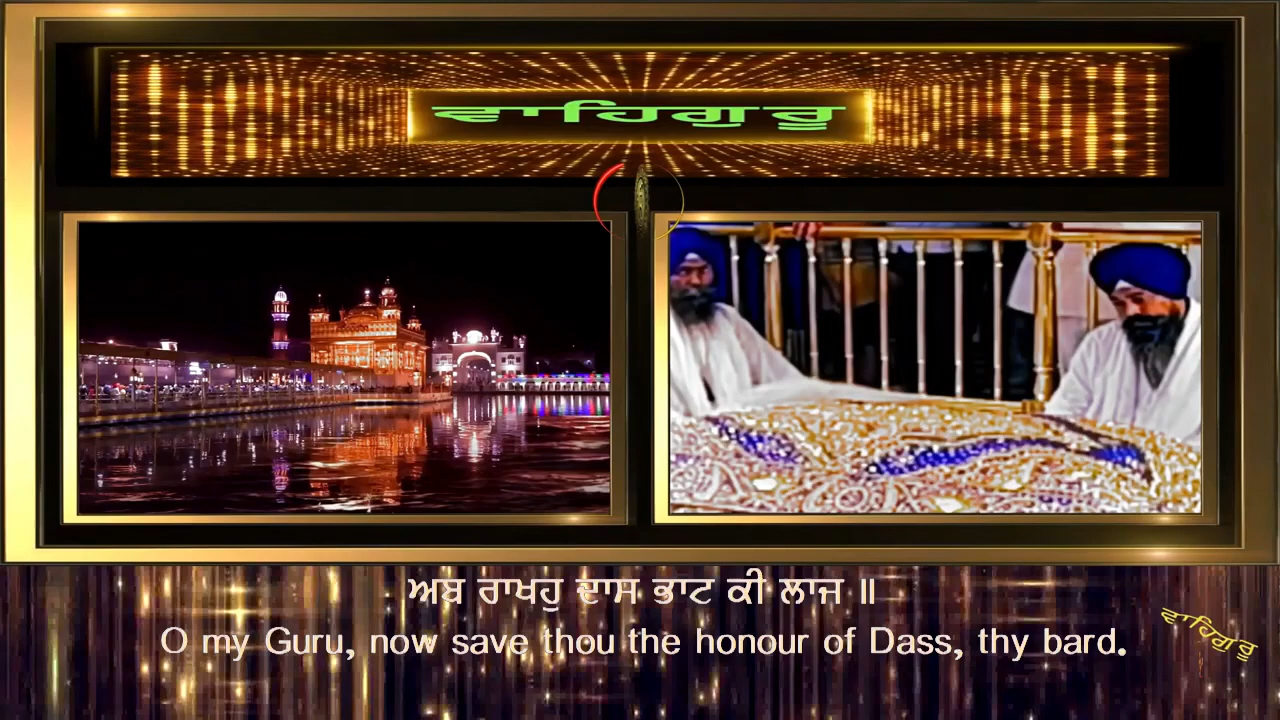 ਵਾਹਿਗੁਰੂ
ਅਬ ਰਾਖਹੁ ਦਾਸ ਭਾਟ ਕੀ ਲਾਜ ॥
O my Guru, now save thou the honour of Dass, thy bard.
ਵਾਹਿਗੁਰੂ